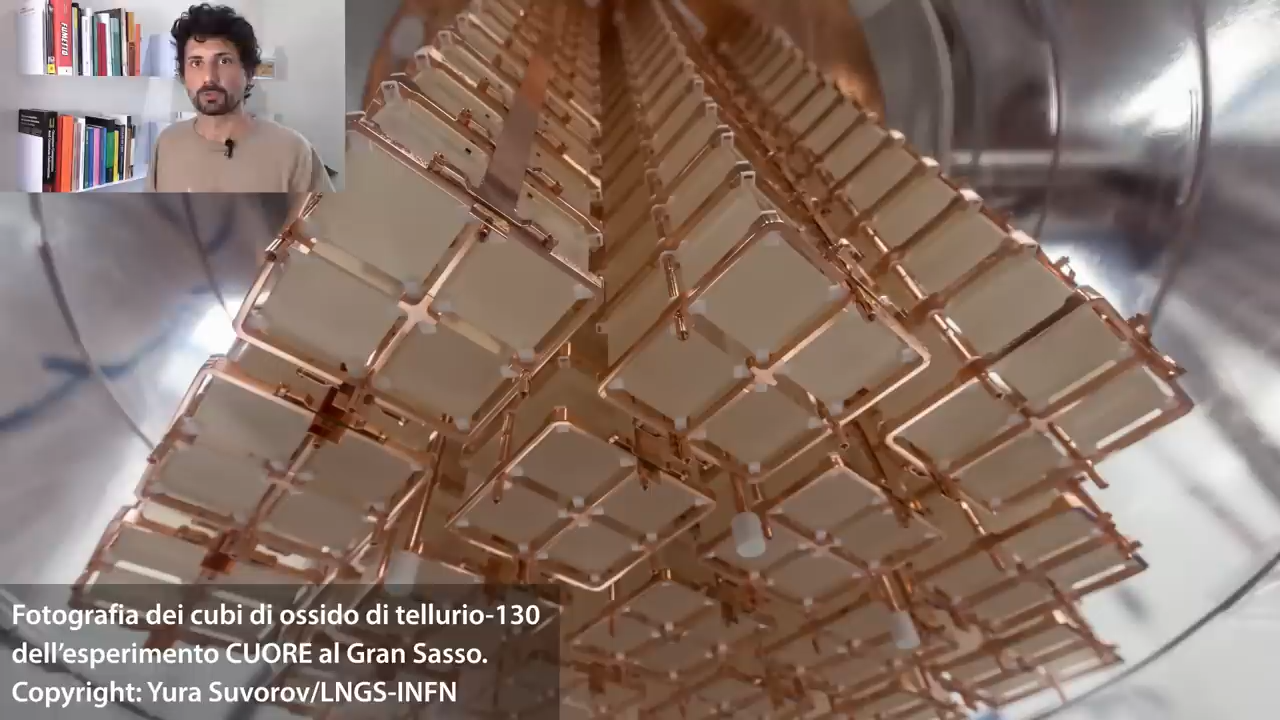 FUMETTO
Fotografia dei cubi di ossido di tellurio-130
dell'esperimento CUORE al Gran Sasso.
Copyright: Yura Suvorov/LNGS-INFN